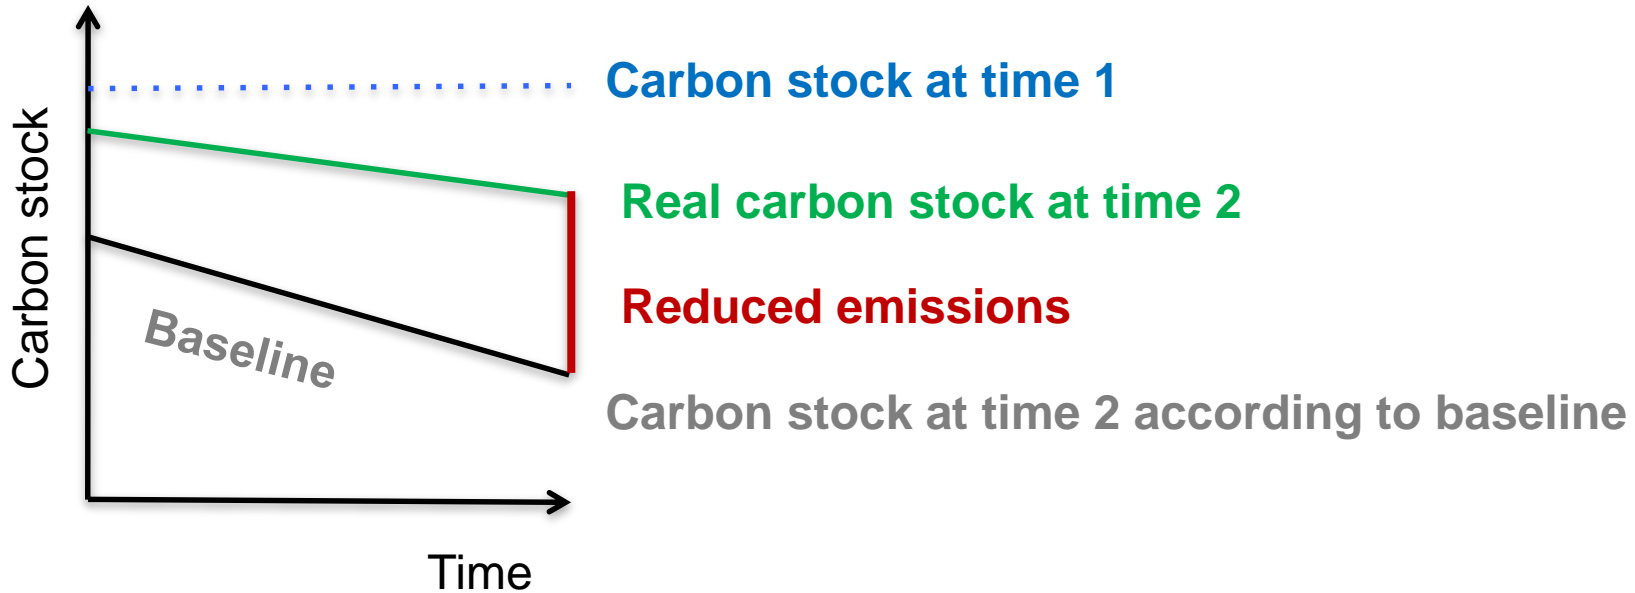 Carbon stock
Carbon stock at time 1
Real carbon stock at time 2
Reduced emissions
Baseline
Carbon stock at time 2 according to baseline
Time